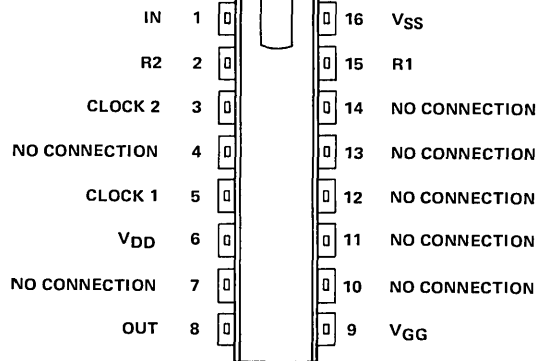 IN 1 16 VSS
R2 2 15 R1
CLOCK 2 3 14 NO CONNECTION
NO CONNECTION 4 13 NO CONNECTION
CLOCK 1 5 12 NO CONNECTION
VDD 6 11 NO CONNECTION
NO CONNECTION 7 10 NO CONNECTION
OUT 8 9 VGG